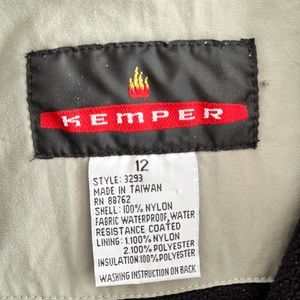 KEMPER
12
STYLE: 3293
MADE IN TAIWAN
RN 88762
SHELL: 100% NYLON
FABRIC WATERPROOF, WATER
RESISTANCE COATED
LINING: 1.100% NYLON
2.100% POLYESTER
INSULATION:100% POLYESTER
WASHING INSTRUCTION ON BACK